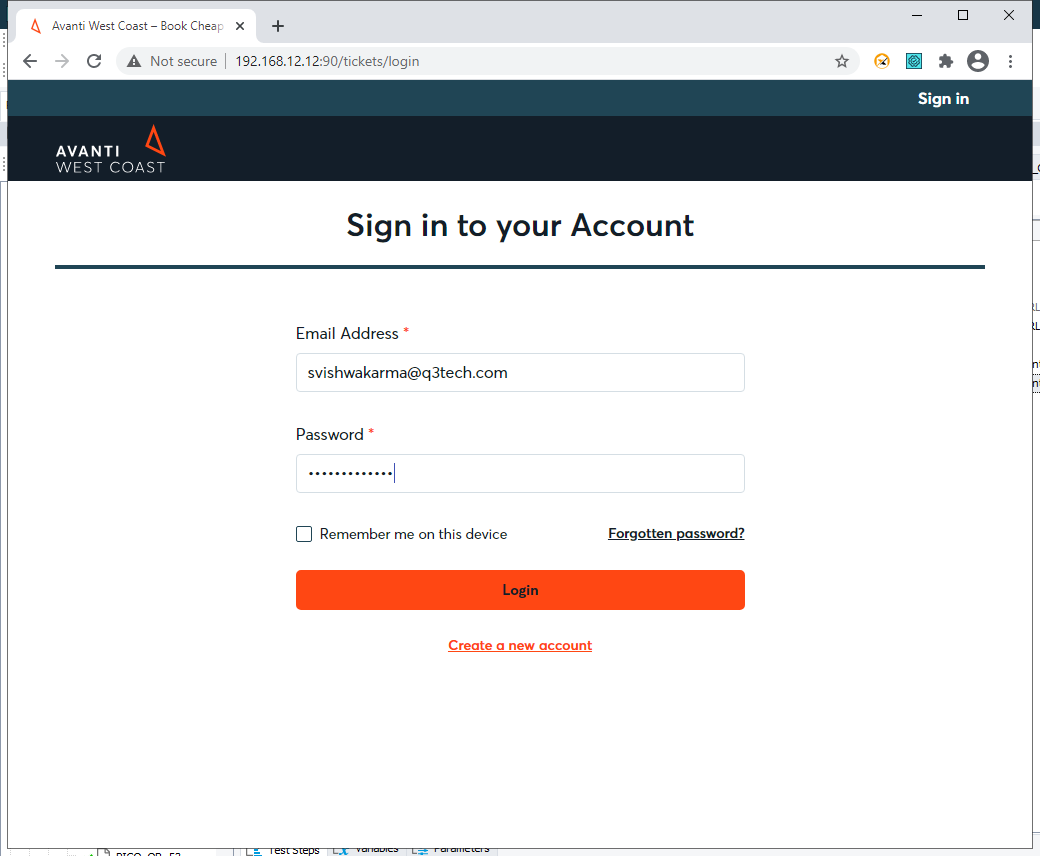 Avanti West Coast – Book Cheap
Not secure
192.168.12.12:90/tickets/login
Sign in
AVANTI
WEST COAST
Sign in to your Account
Email Address *
svishwakarma@q3tech.com
Password *
•••••••••••••
Remember me on this device
Forgotten password?
Login
Create a new account
Test Steps
Variables
Parameters